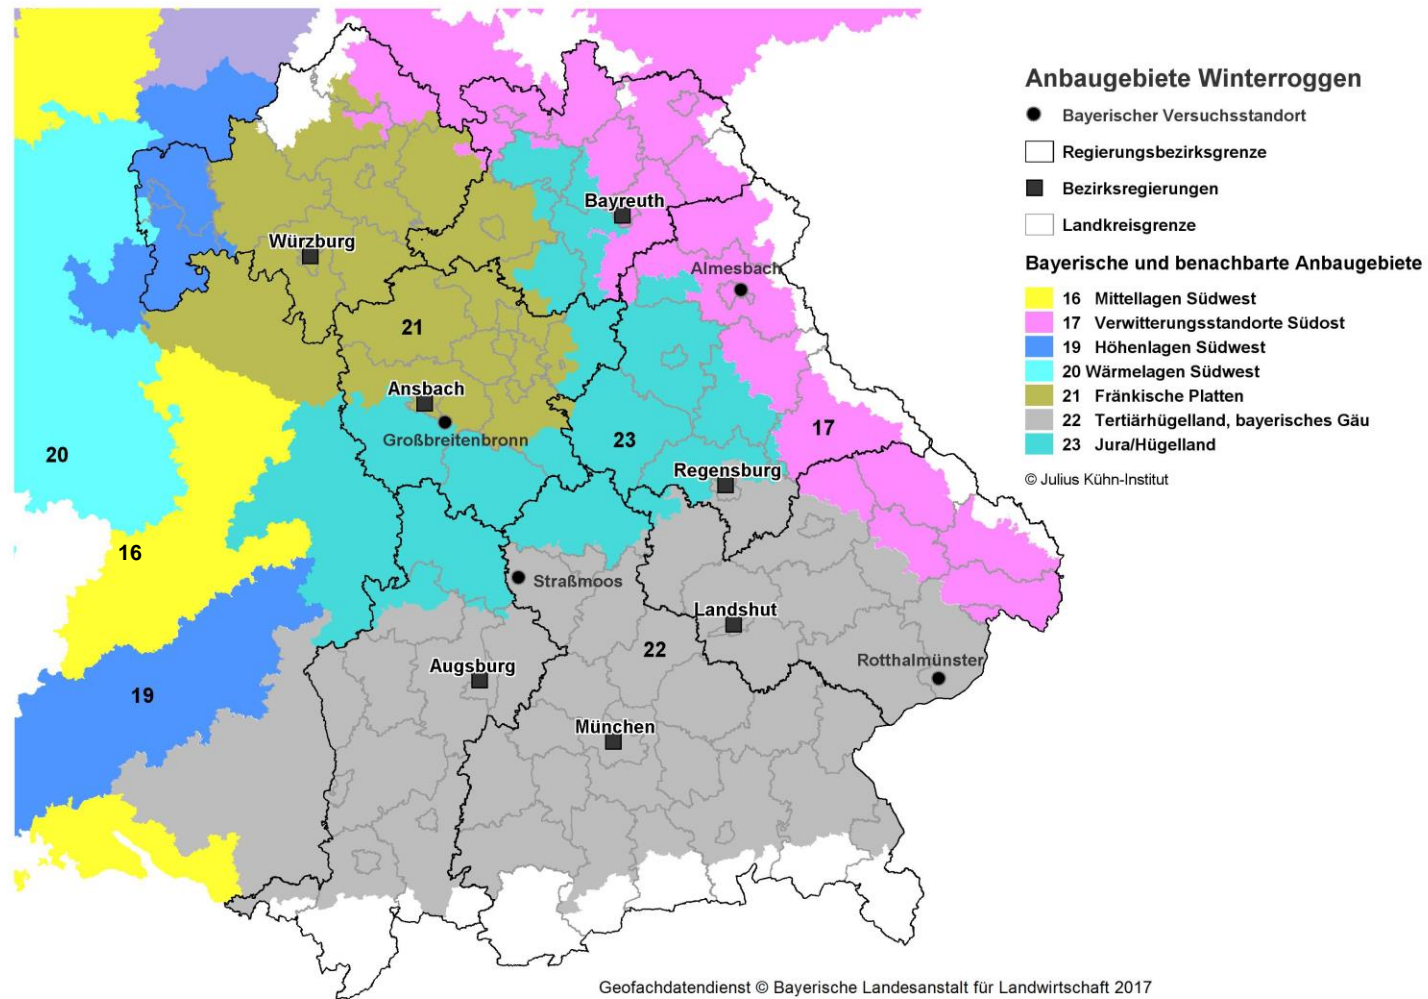 Anbaugebiete Winterroggen
Bayerischer Versuchsstandort
Regierungsbezirksgrenze
Bezirksregierungen
Landkreisgrenze
Bayerische und benachbarte Anbaugebiete
16 Mittellagen Südwest
17 Verwitterungsstandorte Südost
19 Höhenlagen Südwest
20 Wärmelagen Südwest
21 Fränkische Platten
22 Tertiärhügelland, bayerisches Gäu
23 Jura/Hügelland
© Julius Kühn-Institut
Bayreuth
Würzburg
Almesbach
21
Ansbach
Großbreitenbronn
23
17
20
Regensburg
16
Straßmoos
Landshut
22
Augsburg
Rotthalmünster
19
München
Geofachdatendienst © Bayerische Landesanstalt für Landwirtschaft 2017